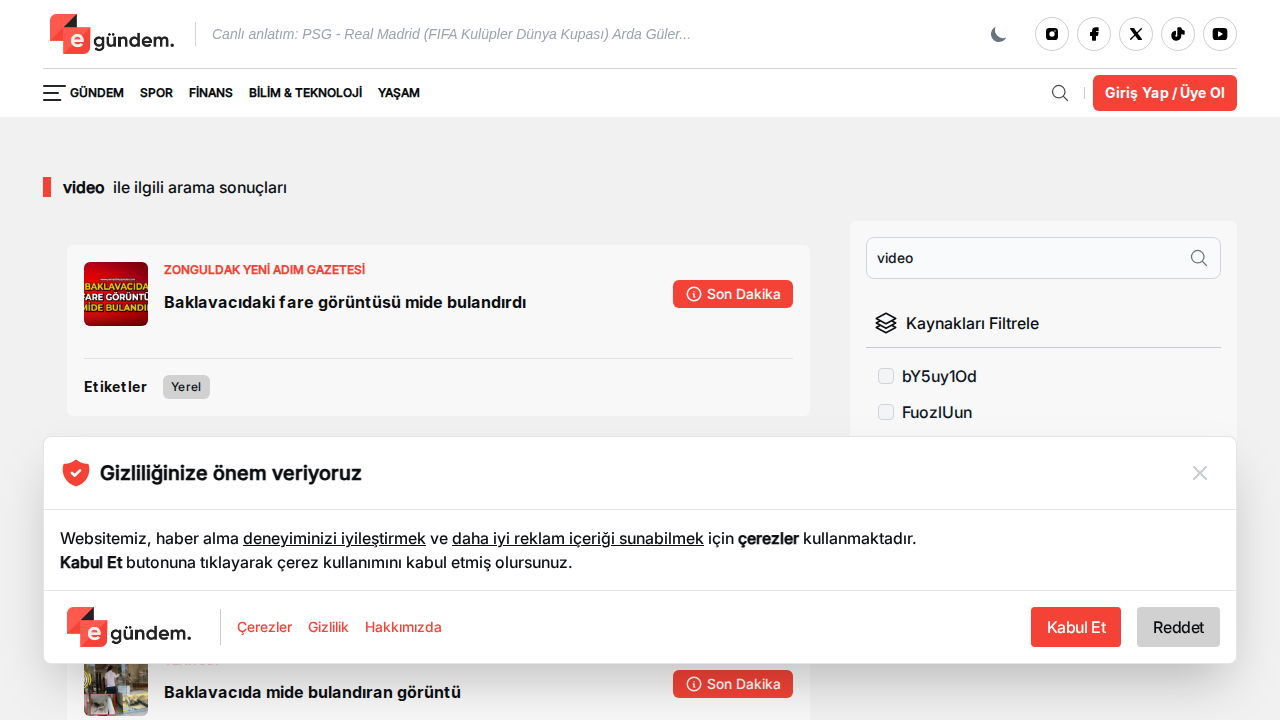 e gündem.
Canlı anlatım: PSG - Real Madrid (FIFA Kulüpler Dünya Kupası) Arda Güler...
GÜNDEM SPOR FİNANS BİLİM & TEKNOLOJİ YAŞAM
Giriş Yap / Üye Ol
video ile ilgili arama sonuçları
ZONGULDAK YENİ ADIM GAZETESİ
BAKLAVACIDA
FARE GÖRÜNTÜ
MİDE BULANDIR
Baklavacıdaki fare görüntüsü mide bulandırdı
Son Dakika
Etiketler Yerel
video
Kaynakları Filtrele
bY5uy1Od
FuozIUun
Gizliliğinize önem veriyoruz
Websitemiz, haber alma deneyiminizi iyileştirmek ve daha iyi reklam içeriği sunabilmek için çerezler kullanmaktadır.
Kabul Et butonuna tıklayarak çerez kullanımını kabul etmiş olursunuz.
e gündem.
Çerezler Gizlilik Hakkımızda
Kabul Et
Reddet
Baklavacıda mide bulandıran görüntü
Son Dakika